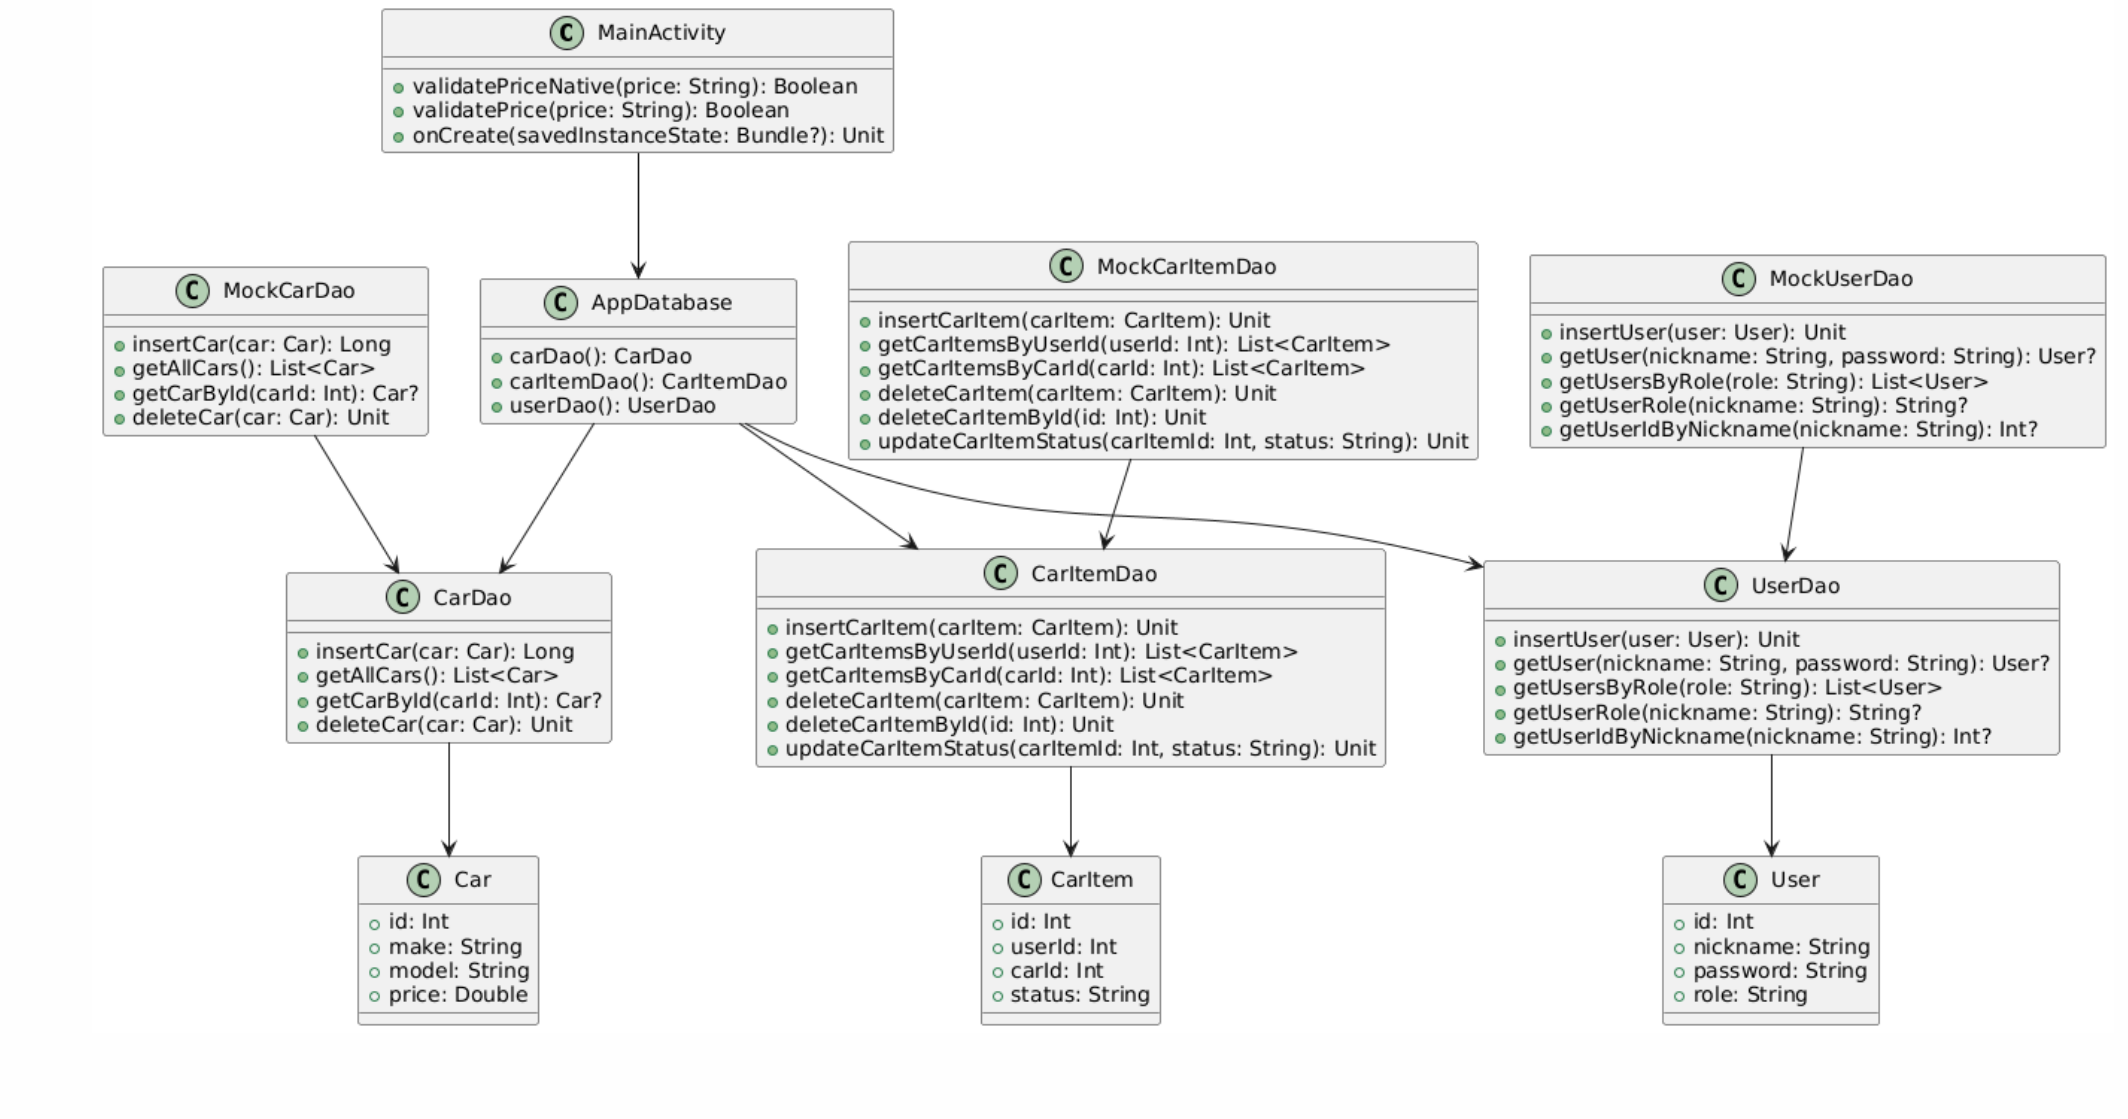 C MainActivity
validatePriceNative(price: String): Boolean
validatePrice(price: String): Boolean
onCreate(savedInstanceState: Bundle?): Unit
C MockCarDao
insertCar(car: Car): Long
getAllCars(): List<Car>
getCarById(carId: Int): Car?
deleteCar(car: Car): Unit
C AppDatabase
carDao(): CarDao
carItemDao(): CarItemDao
userDao(): UserDao
C MockCarItemDao
insertCarItem(carItem: CarItem): Unit
getCarItemsByUserId(userId: Int): List<CarItem>
getCarItemsByCarId(carId: Int): List<CarItem>
deleteCarItem(carItem: CarItem): Unit
deleteCarItemById(id: Int): Unit
updateCarItemStatus(carItemId: Int, status: String): Unit
C MockUserDao
insertUser(user: User): Unit
getUser(nickname: String, password: String): User?
getUsersByRole(role: String): List<User>
getUserRole(nickname: String): String?
getUserIdByNickname(nickname: String): Int?
C CarDao
insertCar(car: Car): Long
getAllCars(): List<Car>
getCarById(carId: Int): Car?
deleteCar(car: Car): Unit
C CarItemDao
insertCarItem(carItem: CarItem): Unit
getCarItemsByUserId(userId: Int): List<CarItem>
getCarItemsByCarId(carId: Int): List<CarItem>
deleteCarItem(carItem: CarItem): Unit
deleteCarItemById(id: Int): Unit
updateCarItemStatus(carItemId: Int, status: String): Unit
C UserDao
insertUser(user: User): Unit
getUser(nickname: String, password: String): User?
getUsersByRole(role: String): List<User>
getUserRole(nickname: String): String?
getUserIdByNickname(nickname: String): Int?
C Car
id: Int
make: String
model: String
price: Double
C CarItem
id: Int
userId: Int
carId: Int
status: String
C User
id: Int
nickname: String
password: String
role: String